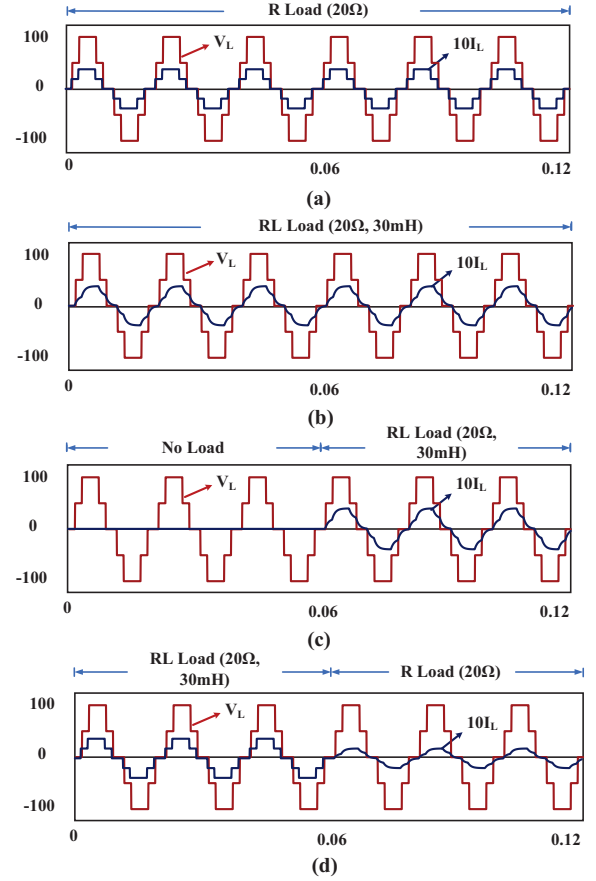 R Load (20Ω)
100
V_L
10I_L
0
-100
0
0.06
0.12
(a)
RL Load (20Ω, 30mH)
100
V_L
10I_L
0
-100
0
0.06
0.12
(b)
No Load
RL Load (20Ω,
30mH)
100
V_L
10I_L
0
-100
0
0.06
0.12
(c)
RL Load (20Ω,
30mH)
R Load (20Ω)
100
V_L
10I_L
0
-100
0
0.06
0.12
(d)